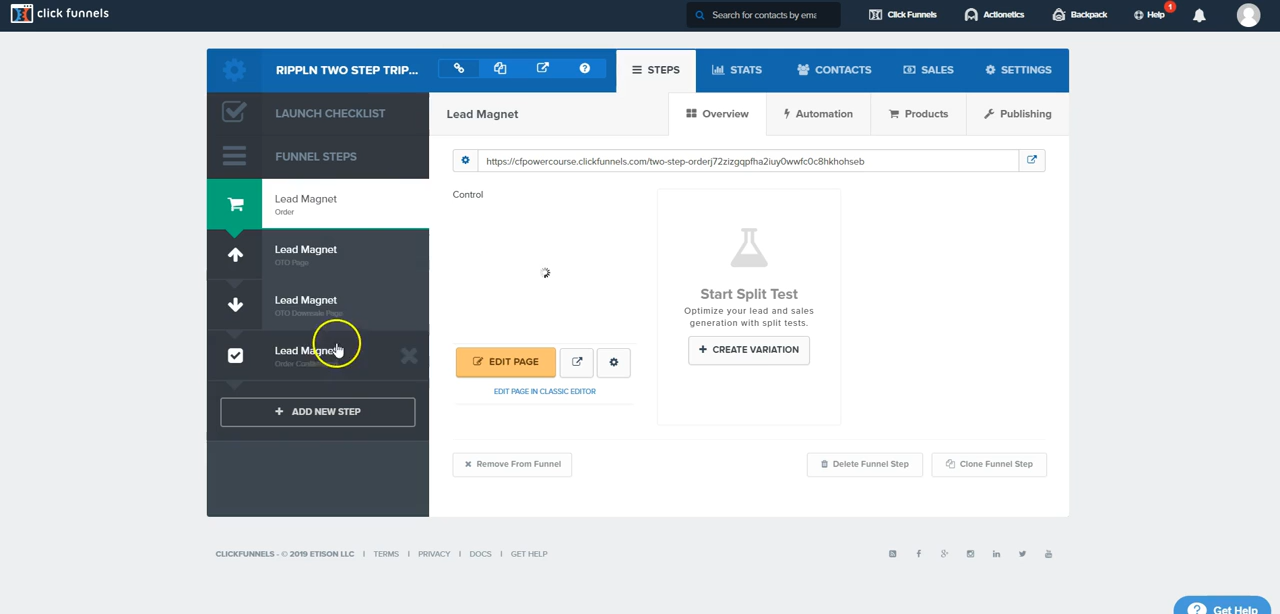 click funnels
Search for contacts by ema
Click Funnels
Actionetics
Backpack
Help
1
RIPPLN TWO STEP TRIP...
STEPS
STATS
CONTACTS
SALES
SETTINGS
LAUNCH CHECKLIST
FUNNEL STEPS
Lead Magnet
Overview
Automation
Products
Publishing
https://cfpowercourse.clickfunnels.com/two-step-orderj72zizgqpfha2iuy0wwfc0c8hkhohseb
Lead Magnet
Order
Lead Magnet
OTO Page
Lead Magnet
OTO Downsale Page
Lead Magnet
Order Confirmation
+ ADD NEW STEP
Control
EDIT PAGE
EDIT PAGE IN CLASSIC EDITOR
Start Split Test
Optimize your lead and sales
generation with split tests.
+ CREATE VARIATION
Remove From Funnel
Delete Funnel Step
Clone Funnel Step
CLICKFUNNELS - © 2019 ETISON LLC | TERMS | PRIVACY | DOCS | GET HELP
Get Help